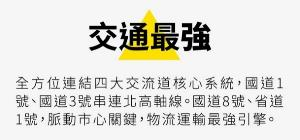 交通最強
全方位連結四大交流道核心系統，國道1
號、國道3號串連北高軸線。國道8號、省道
1號，脈動市心關鍵，物流運輸最強引擎。